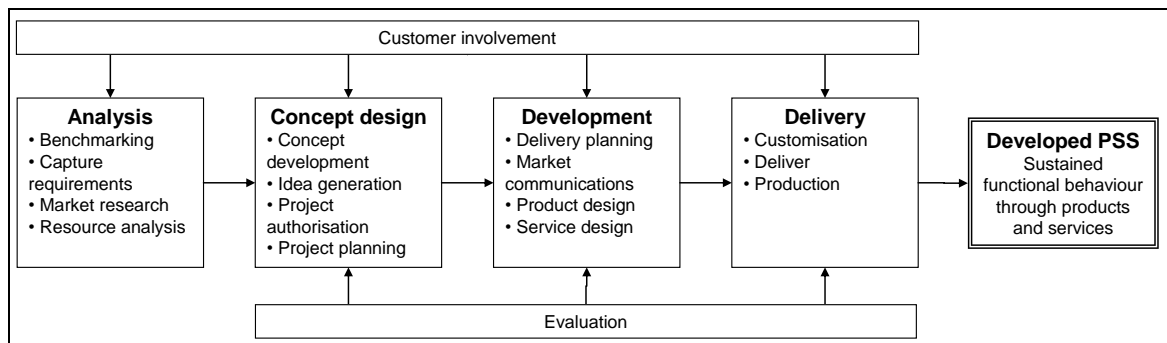 Customer involvement
Analysis
• Benchmarking
• Capture
requirements
• Market research
• Resource analysis
Concept design
• Concept
development
• Idea generation
• Project
authorisation
• Project planning
Development
• Delivery planning
• Market
communications
• Product design
• Service design
Delivery
• Customisation
• Deliver
• Production
Developed PSS
Sustained
functional behaviour
through products
and services
Evaluation